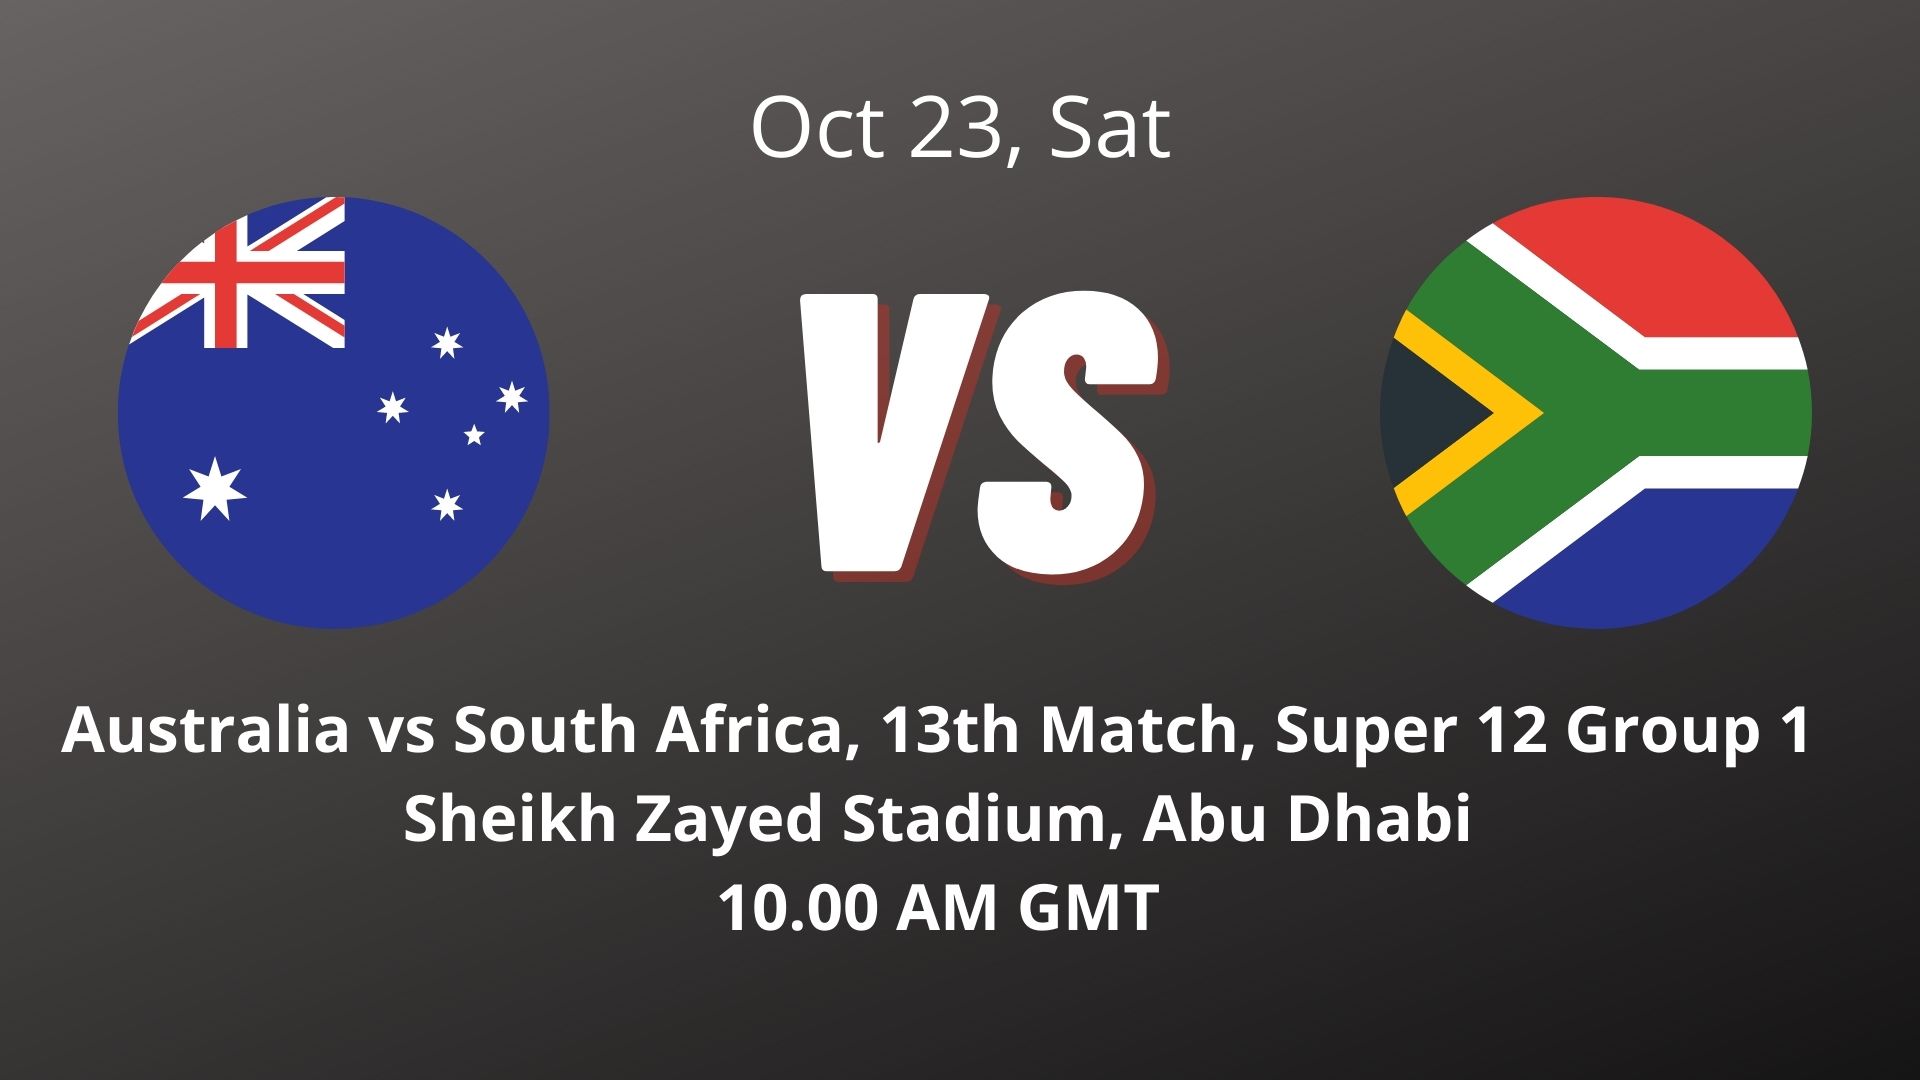 Oct 23, Sat
VS
Australia vs South Africa, 13th Match, Super 12 Group 1
Sheikh Zayed Stadium, Abu Dhabi
10.00 AM GMT